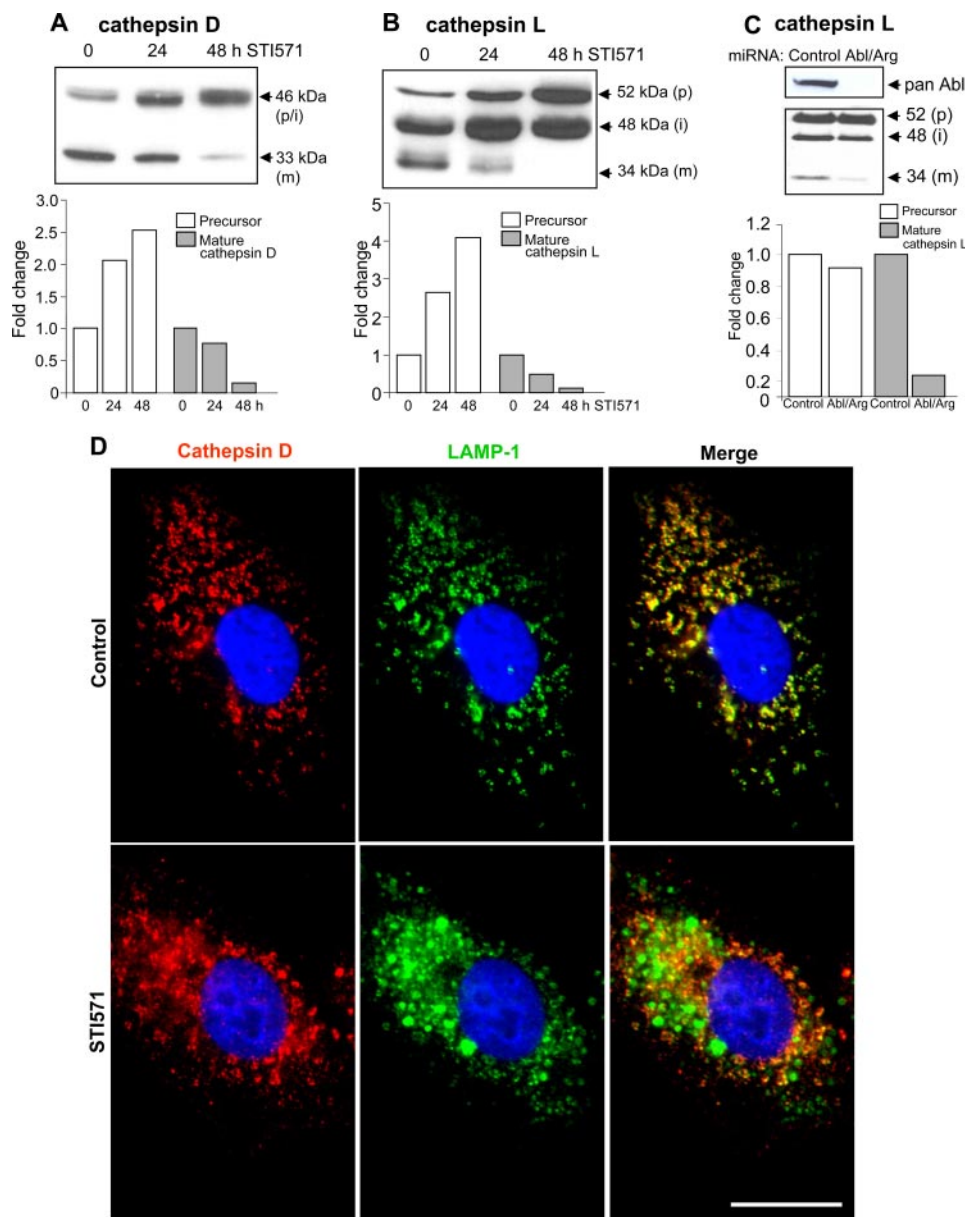 A
cathepsin D
0 24 48 h STI571
46 kDa
(p/i)
33 kDa
(m)
3.0
2.5
2.0
1.5
1.0
0.5
0
Fold change
Precursor
Mature
cathepsin D
0 24 48 0 24 48 h
B
cathepsin L
0 24 48 h STI571
52 kDa (p)
48 kDa (i)
34 kDa (m)
5
4
3
2
1
0
Fold change
Precursor
Mature
cathepsin L
0 24 48 0 24 48 h STI571
C
cathepsin L
miRNA: Control Abl/Arg
pan Abl
52 (p)
48 (i)
34 (m)
Precursor
Mature
cathepsin L
1.2
1.0
0.8
0.6
0.4
0.2
0
Fold change
Control Abl/Arg Control Abl/Arg
D
Cathepsin D LAMP-1 Merge
Control
STI571